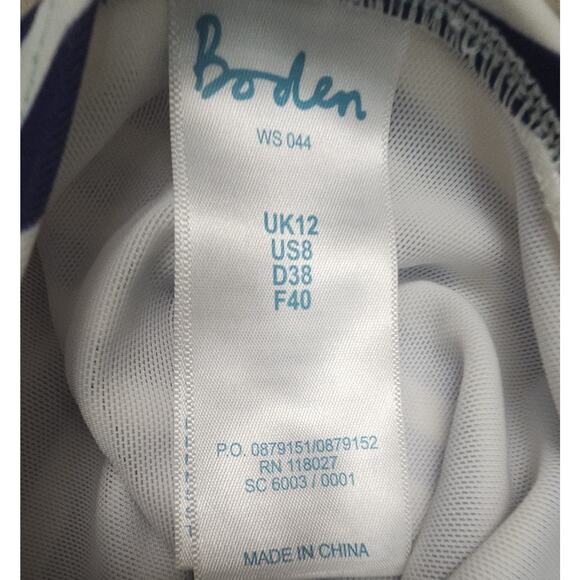 Boden
WS 044
UK12
US8
D38
F40
P.O. 0879151/0879152
RN 118027
SC 6003 / 0001
MADE IN CHINA